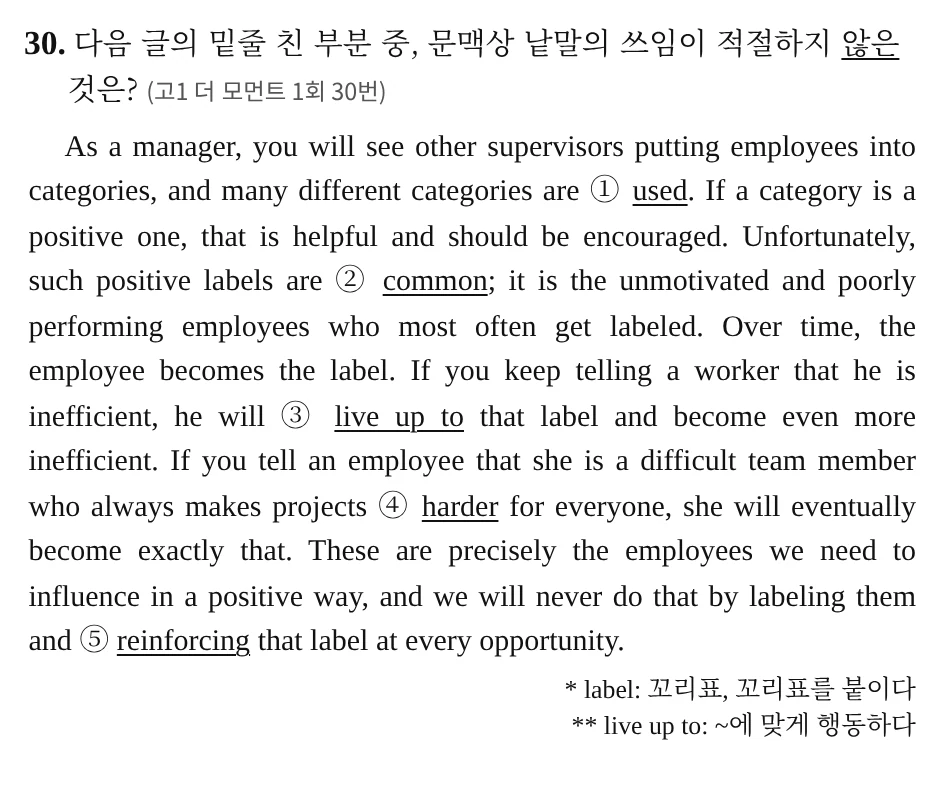 30. 다음 글의 밑줄 친 부분 중, 문맥상 낱말의 쓰임이 적절하지 않은
것은? (고1 더 모먼트 1회 30번)
As a manager, you will see other supervisors putting employees into
categories, and many different categories are ① used. If a category is a
positive one, that is helpful and should be encouraged. Unfortunately,
such positive labels are ② common; it is the unmotivated and poorly
performing employees who most often get labeled. Over time, the
employee becomes the label. If you keep telling a worker that he is
inefficient, he will ③ live up to that label and become even more
inefficient. If you tell an employee that she is a difficult team member
who always makes projects ④ harder for everyone, she will eventually
become exactly that. These are precisely the employees we need to
influence in a positive way, and we will never do that by labeling them
and ⑤ reinforcing that label at every opportunity.
* label: 꼬리표, 꼬리표를 붙이다
** live up to: ~에 맞게 행동하다